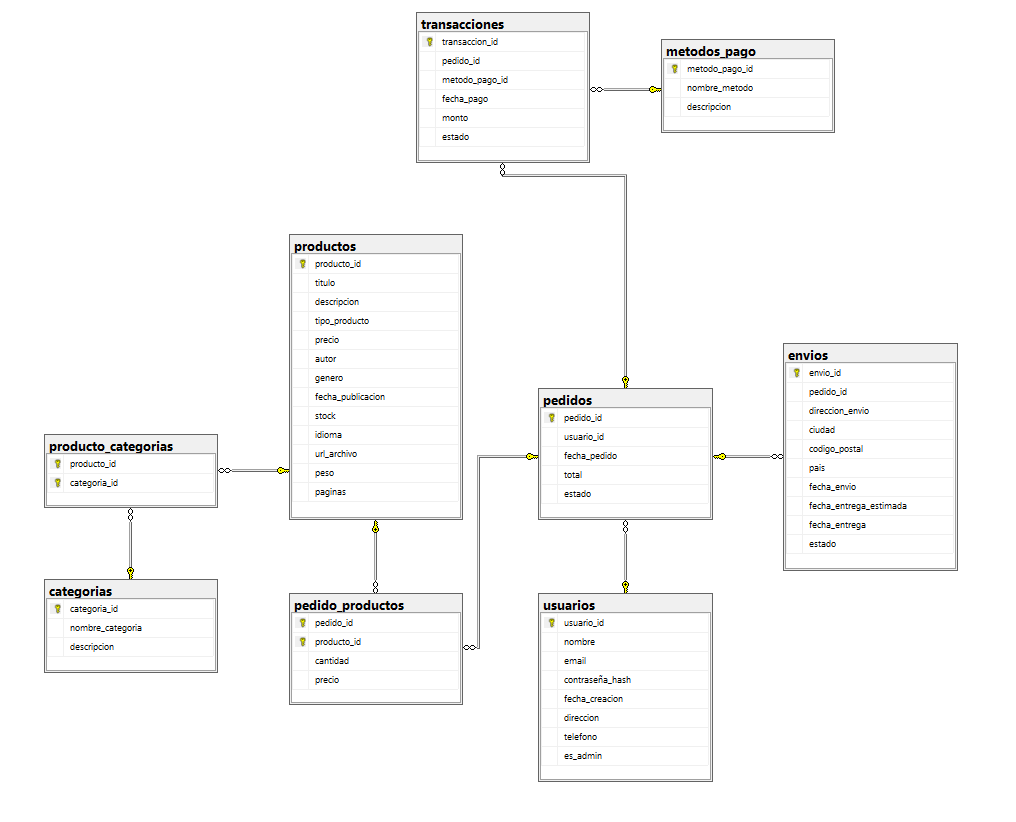 transacciones
transaccion_id
pedido_id
metodo_pago_id
fecha_pago
monto
estado
metodos_pago
metodo_pago_id
nombre_metodo
descripcion
productos
producto_id
titulo
descripcion
tipo_producto
precio
autor
genero
fecha_publicacion
stock
idioma
url_archivo
peso
paginas
envios
envio_id
pedido_id
direccion_envio
ciudad
codigo_postal
pais
fecha_envio
fecha_entrega_estimada
fecha_entrega
estado
pedidos
pedido_id
usuario_id
fecha_pedido
total
estado
producto_categorias
producto_id
categoria_id
categorias
categoria_id
nombre_categoria
descripcion
pedido_productos
pedido_id
producto_id
cantidad
precio
usuarios
usuario_id
nombre
email
contraseña_hash
fecha_creacion
direccion
telefono
es_admin